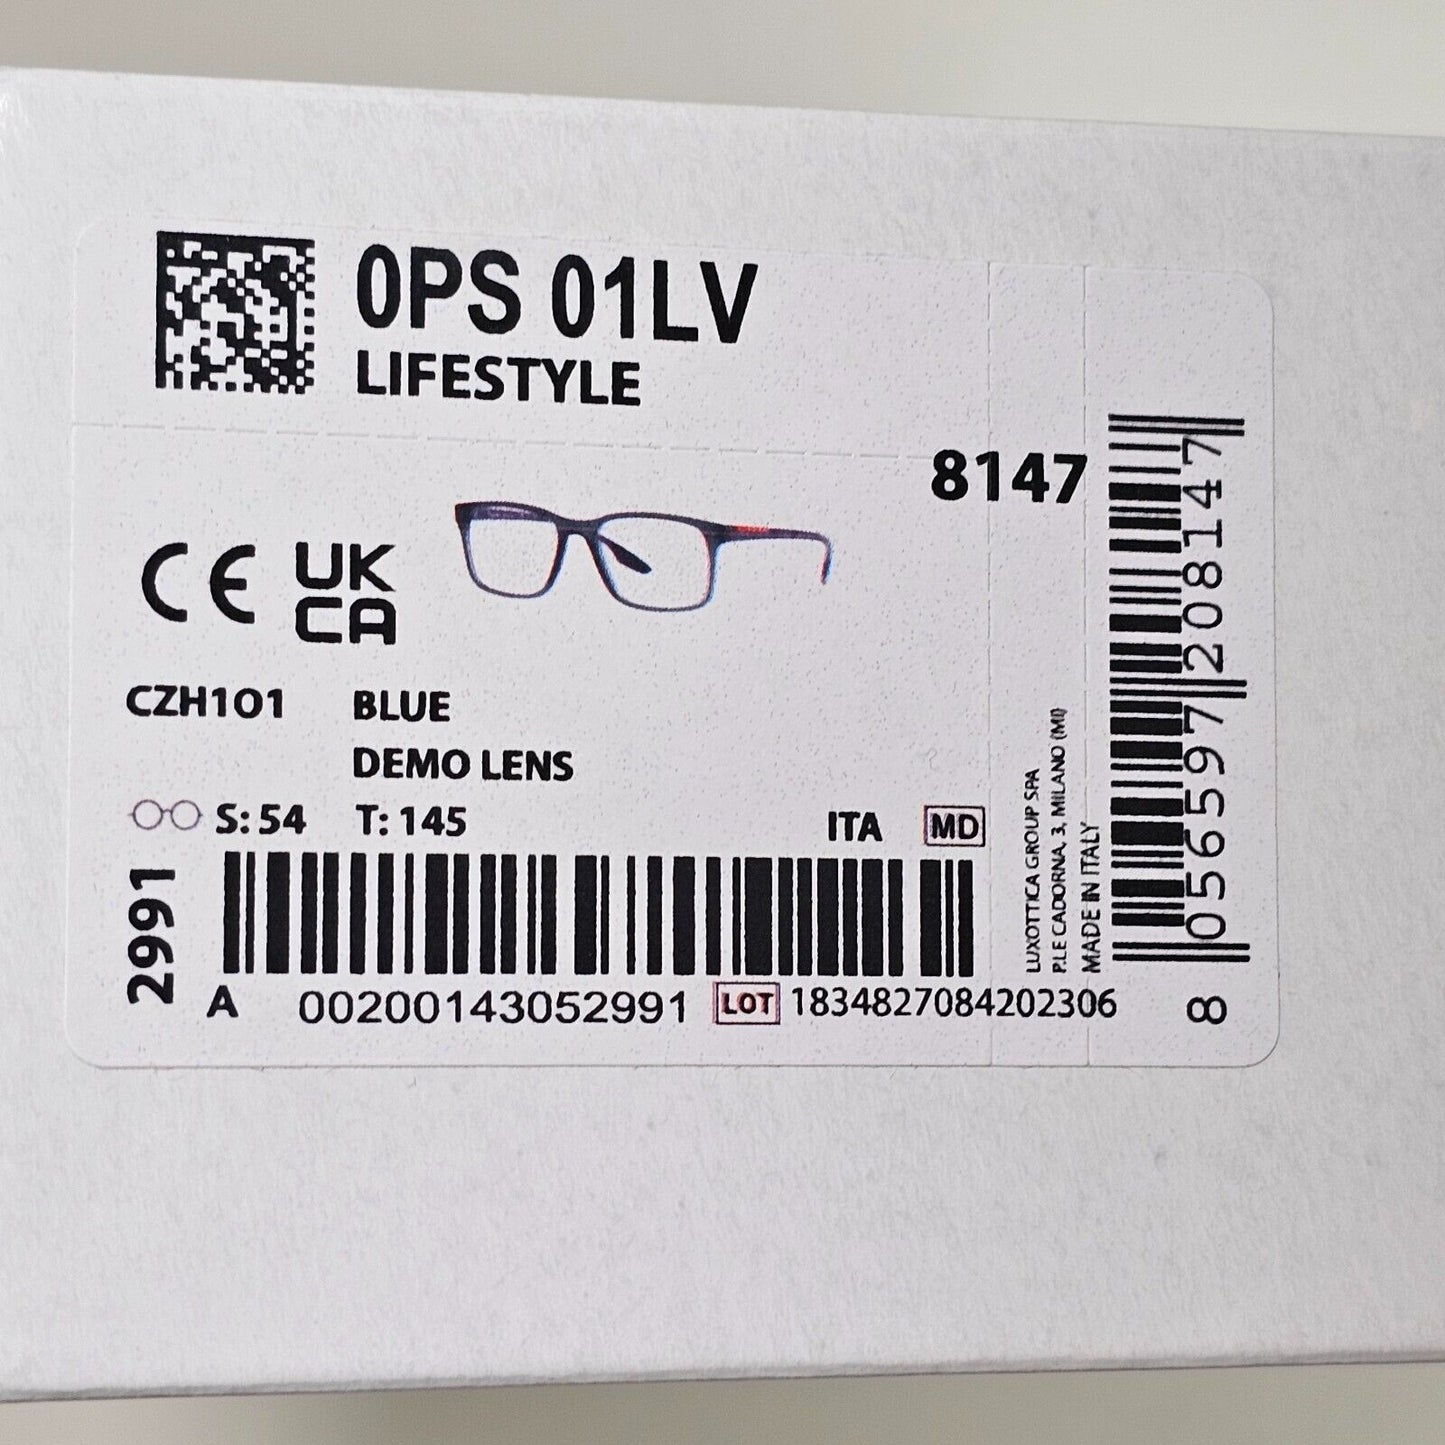 0PS 01LV
LIFESTYLE
8147
CE UK
CA
CZH1O1 BLUE
DEMO LENS
S: 54 T: 145 ITA MD
2991
A 00200143052991 LOT 1834827084202306
LUXOTTICA GROUP SPA
P.LE CADORNA, 3, MILANO (MI)
MADE IN ITALY
8 056597 208147